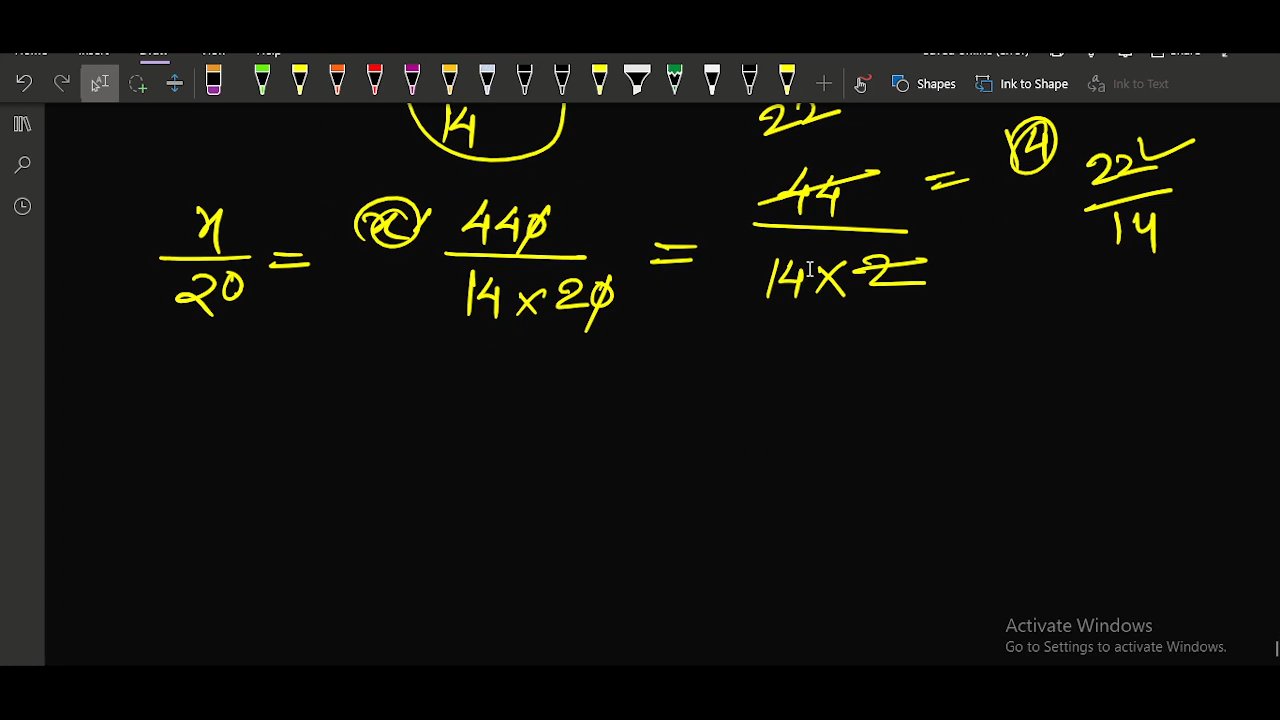 Shapes Ink to Shape Ink to Text
14
22
x/20 = 440/(14 × 20) = 44/(14 × 2) = 22/14
Activate Windows
Go to Settings to activate Windows.